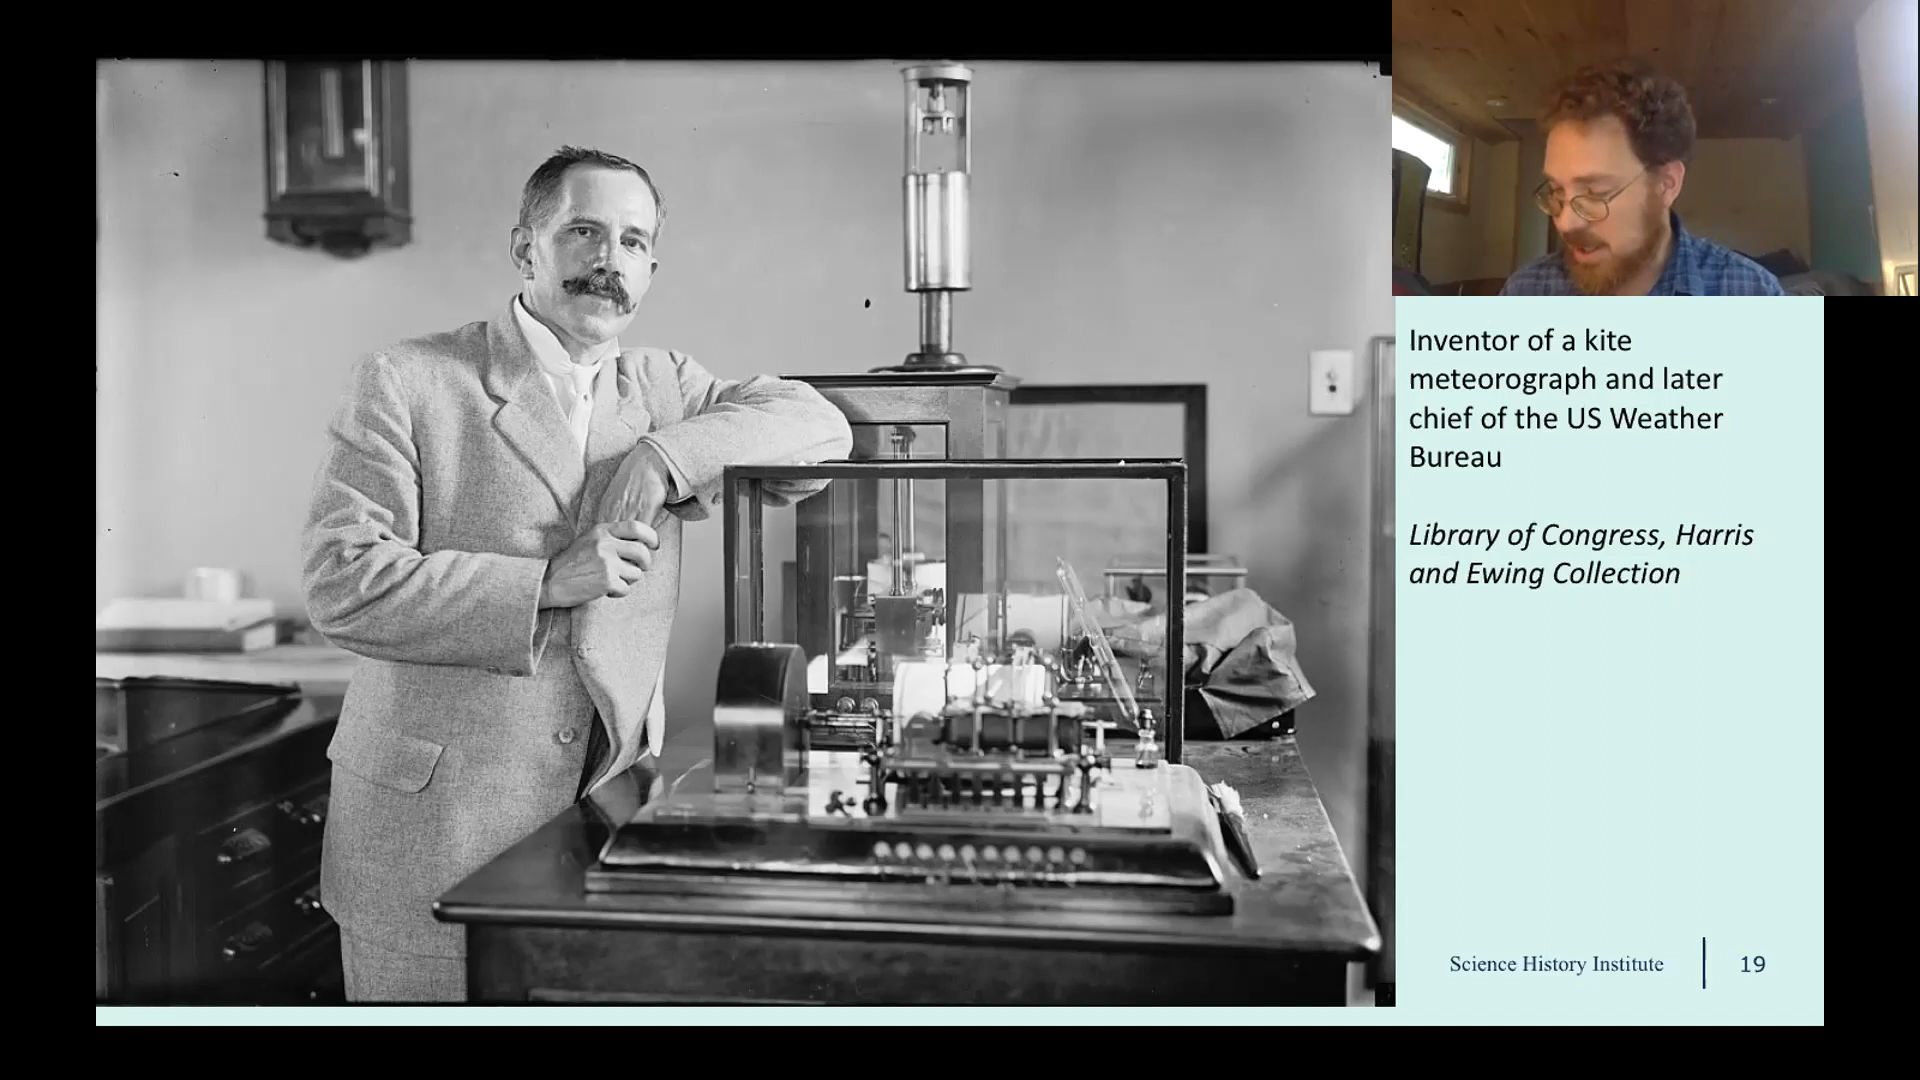 Inventor of a kite
meteorograph and later
chief of the US Weather
Bureau
Library of Congress, Harris
and Ewing Collection
Science History Institute
19